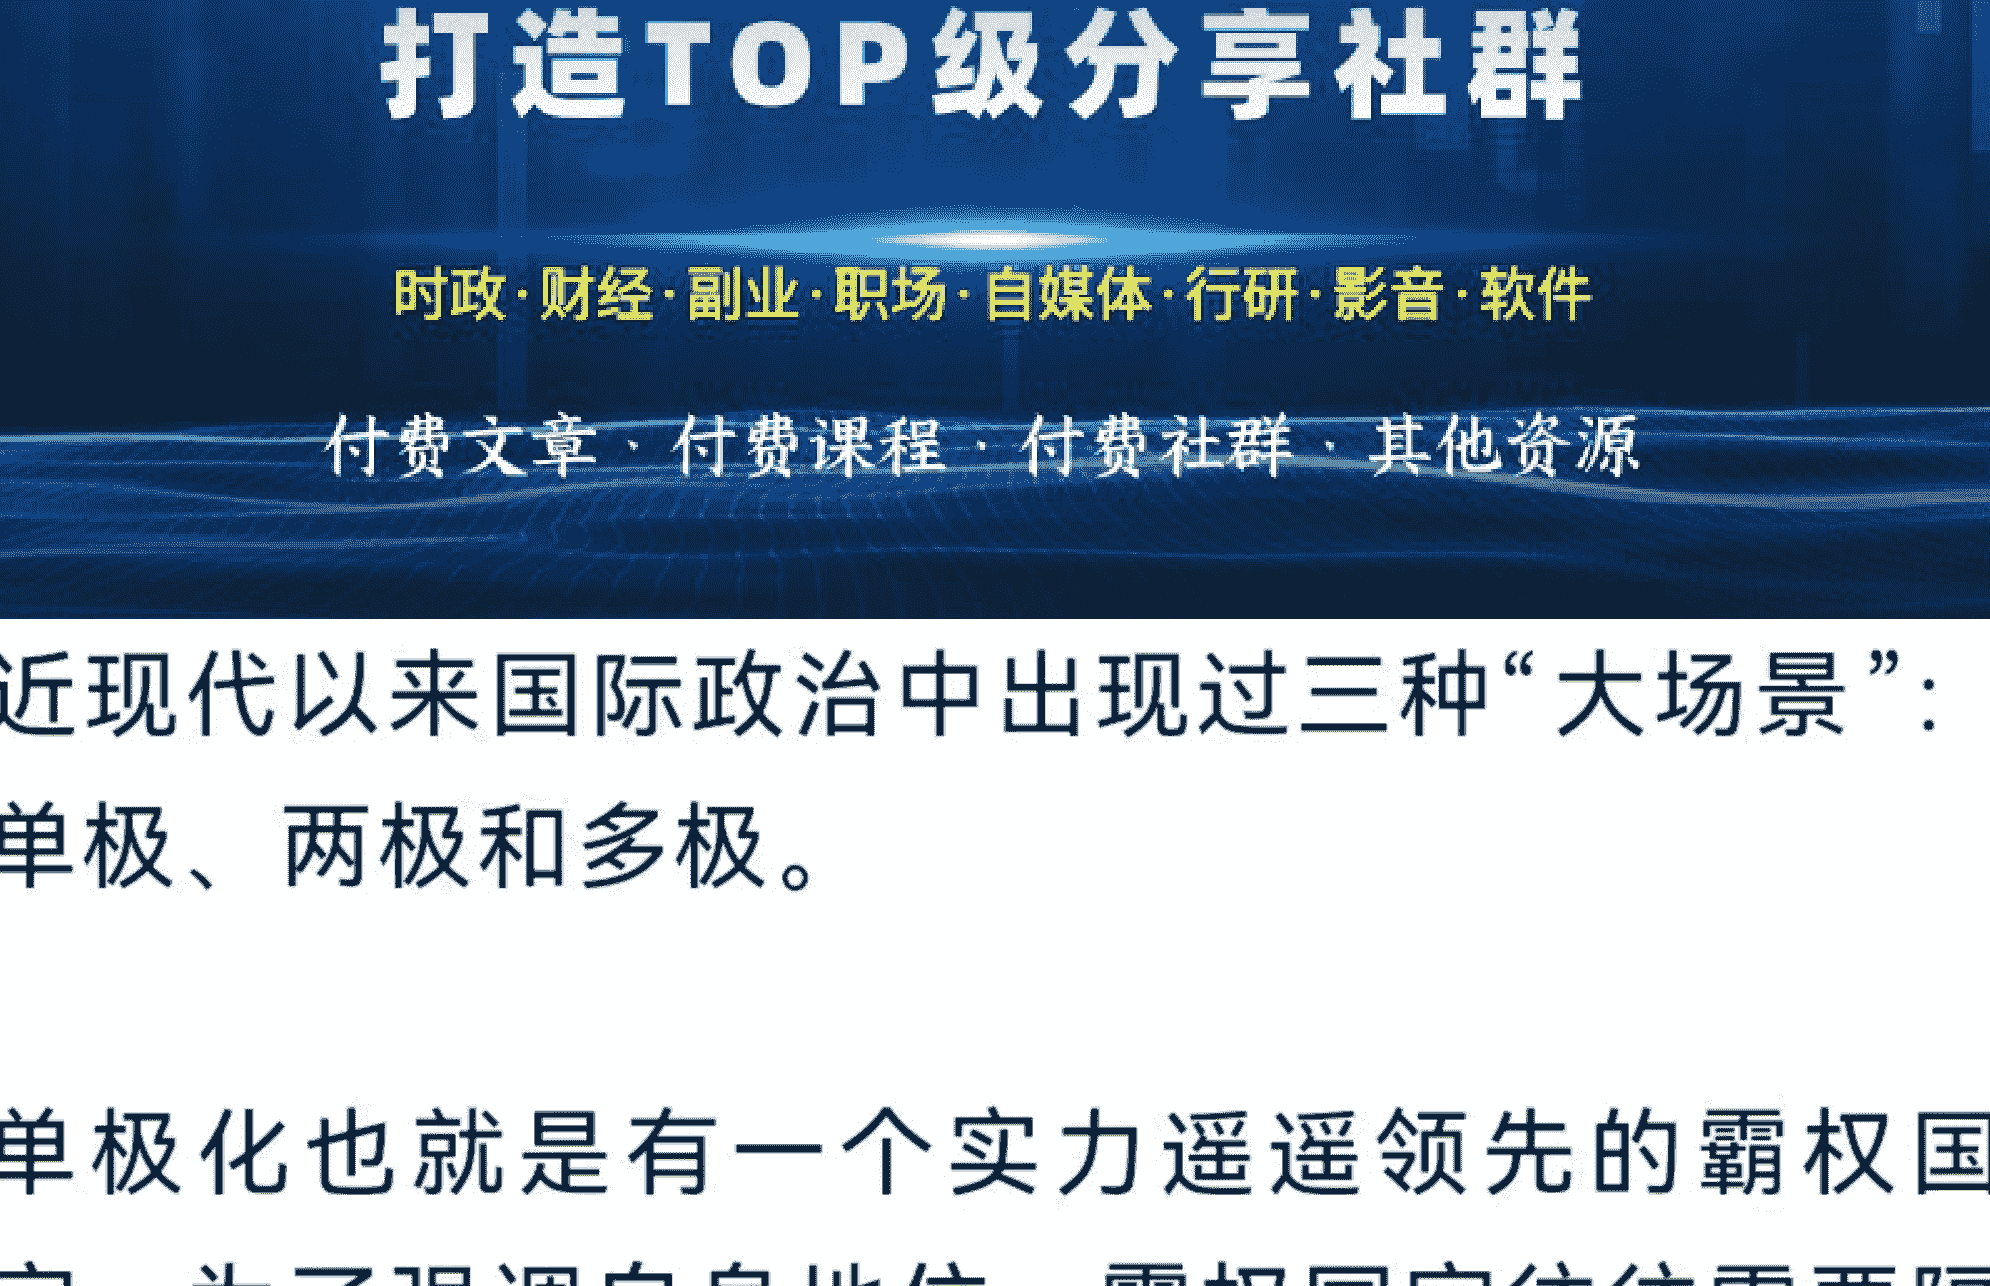 打造TOP级分享社群
时政·财经·副业·职场·自媒体·行研·影音·软件
付费文章·付费课程·付费社群·其他资源
近现代以来国际政治中出现过三种“大场景”：
单极、两极和多极。
单极化也就是有一个实力遥遥领先的霸权国